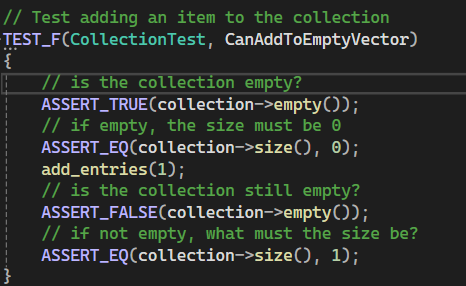 // Test adding an item to the collection
TEST_F(CollectionTest, CanAddToEmptyVector)
{
// is the collection empty?
ASSERT_TRUE(collection->empty());
// if empty, the size must be 0
ASSERT_EQ(collection->size(), 0);
add_entries(1);
// is the collection still empty?
ASSERT_FALSE(collection->empty());
// if not empty, what must the size be?
ASSERT_EQ(collection->size(), 1);
}